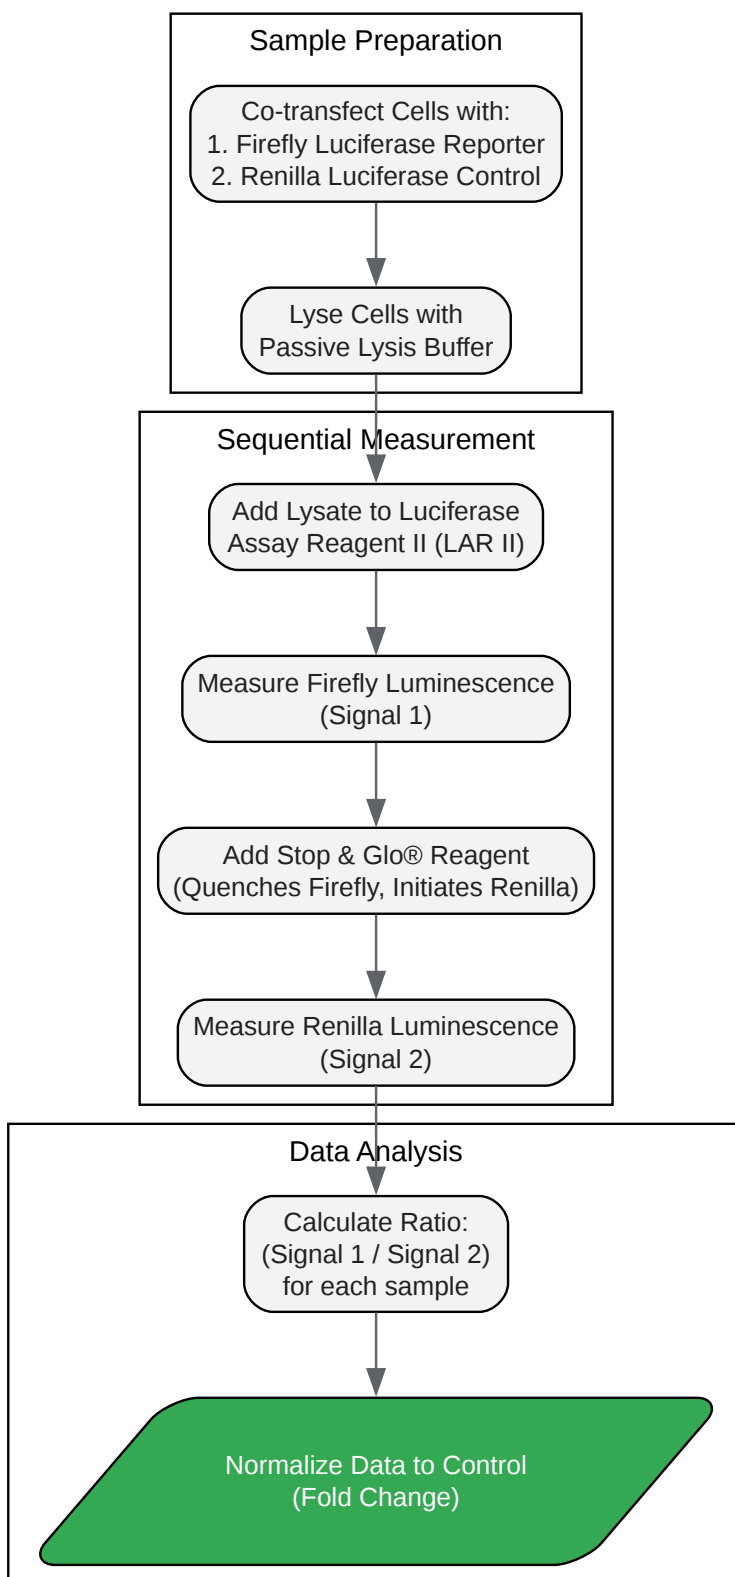 Sample Preparation
Co-transfect Cells with:
1. Firefly Luciferase Reporter
2. Renilla Luciferase Control
Lyse Cells with
Passive Lysis Buffer
Sequential Measurement
Add Lysate to Luciferase
Assay Reagent II (LAR II)
Measure Firefly Luminescence
(Signal 1)
Add Stop & Glo® Reagent
(Quenches Firefly, Initiates Renilla)
Measure Renilla Luminescence
(Signal 2)
Data Analysis
Calculate Ratio:
(Signal 1 / Signal 2)
for each sample
Normalize Data to Control
(Fold Change)